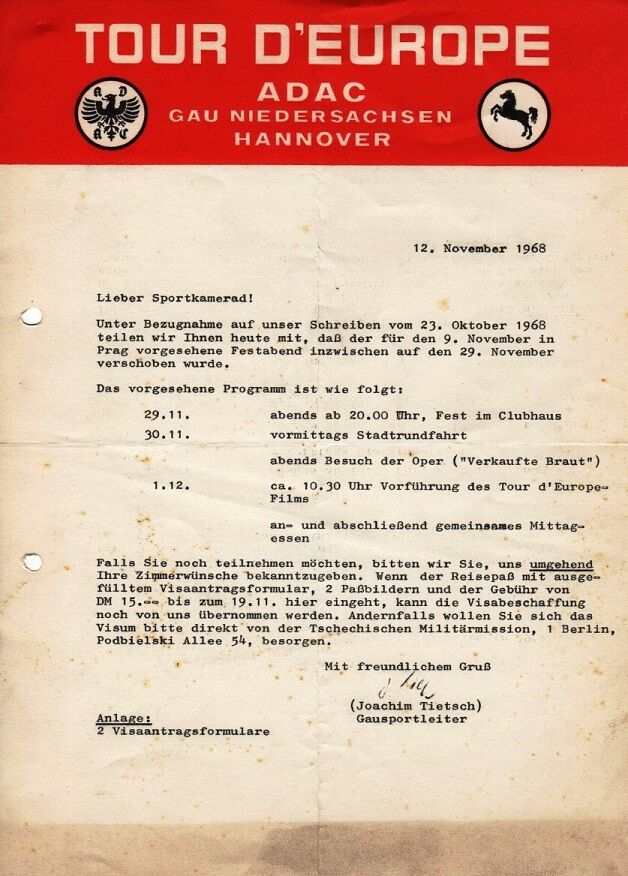 TOUR D'EUROPE
ADAC
GAU NIEDERSACHSEN
HANNOVER
A D
A C
12. November 1968
Lieber Sportkamerad!
Unter Bezugnahme auf unser Schreiben vom 23. Oktober 1968
teilen wir Ihnen heute mit, daß der für den 9. November in
Prag vorgesehene Festabend inzwischen auf den 29. November
verschoben wurde.
Das vorgesehene Programm ist wie folgt:
29.11. abends ab 20.00 Uhr, Fest im Clubhaus
30.11. vormittags Stadtrundfahrt
abends Besuch der Oper ("Verkaufte Braut")
1.12. ca. 10.30 Uhr Vorführung des Tour d'Europe-
Films
an- und abschließend gemeinsames Mittag-
essen
Falls Sie noch teilnehmen möchten, bitten wir Sie, uns umgehend
Ihre Zimmerwünsche bekanntzugeben. Wenn der Reisepaß mit ausge-
fülltem Visaantragsformular, 2 Paßbildern und der Gebühr von
DM 15.-- bis zum 19.11. hier eingeht, kann die Visabeschaffung
noch von uns übernommen werden. Andernfalls wollen Sie sich das
Visum bitte direkt von der Tschechischen Militärmission, 1 Berlin,
Podbielski Allee 54, besorgen.
Mit freundlichem Gruß
(Joachim Tietsch)
Gausportleiter
Anlage:
2 Visaantragsformulare